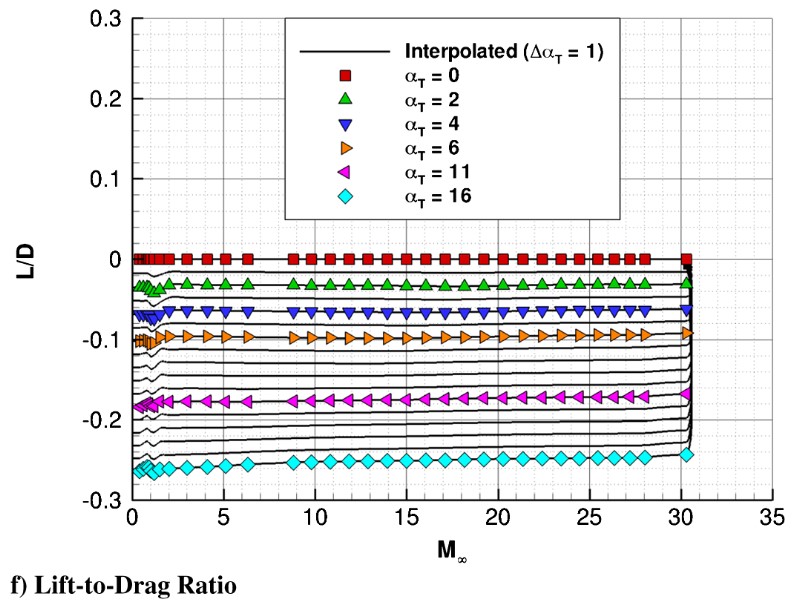 0.3
Interpolated (Δα_T = 1)
α_T = 0
0.2
α_T = 2
α_T = 4
α_T = 6
0.1
α_T = 11
α_T = 16
L/D
0
-0.1
-0.2
-0.3
0 5 10 15 20 25 30 35
M_∞
f) Lift-to-Drag Ratio